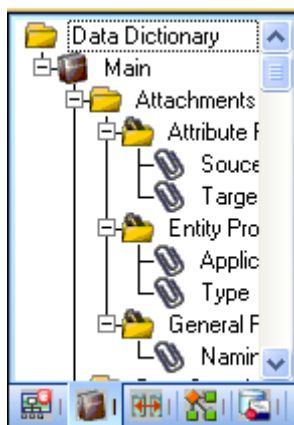 Data Dictionary
Main
Attachments
Attribute F
Souce
Targe
Entity Pro
Applic
Type
General F
Namin